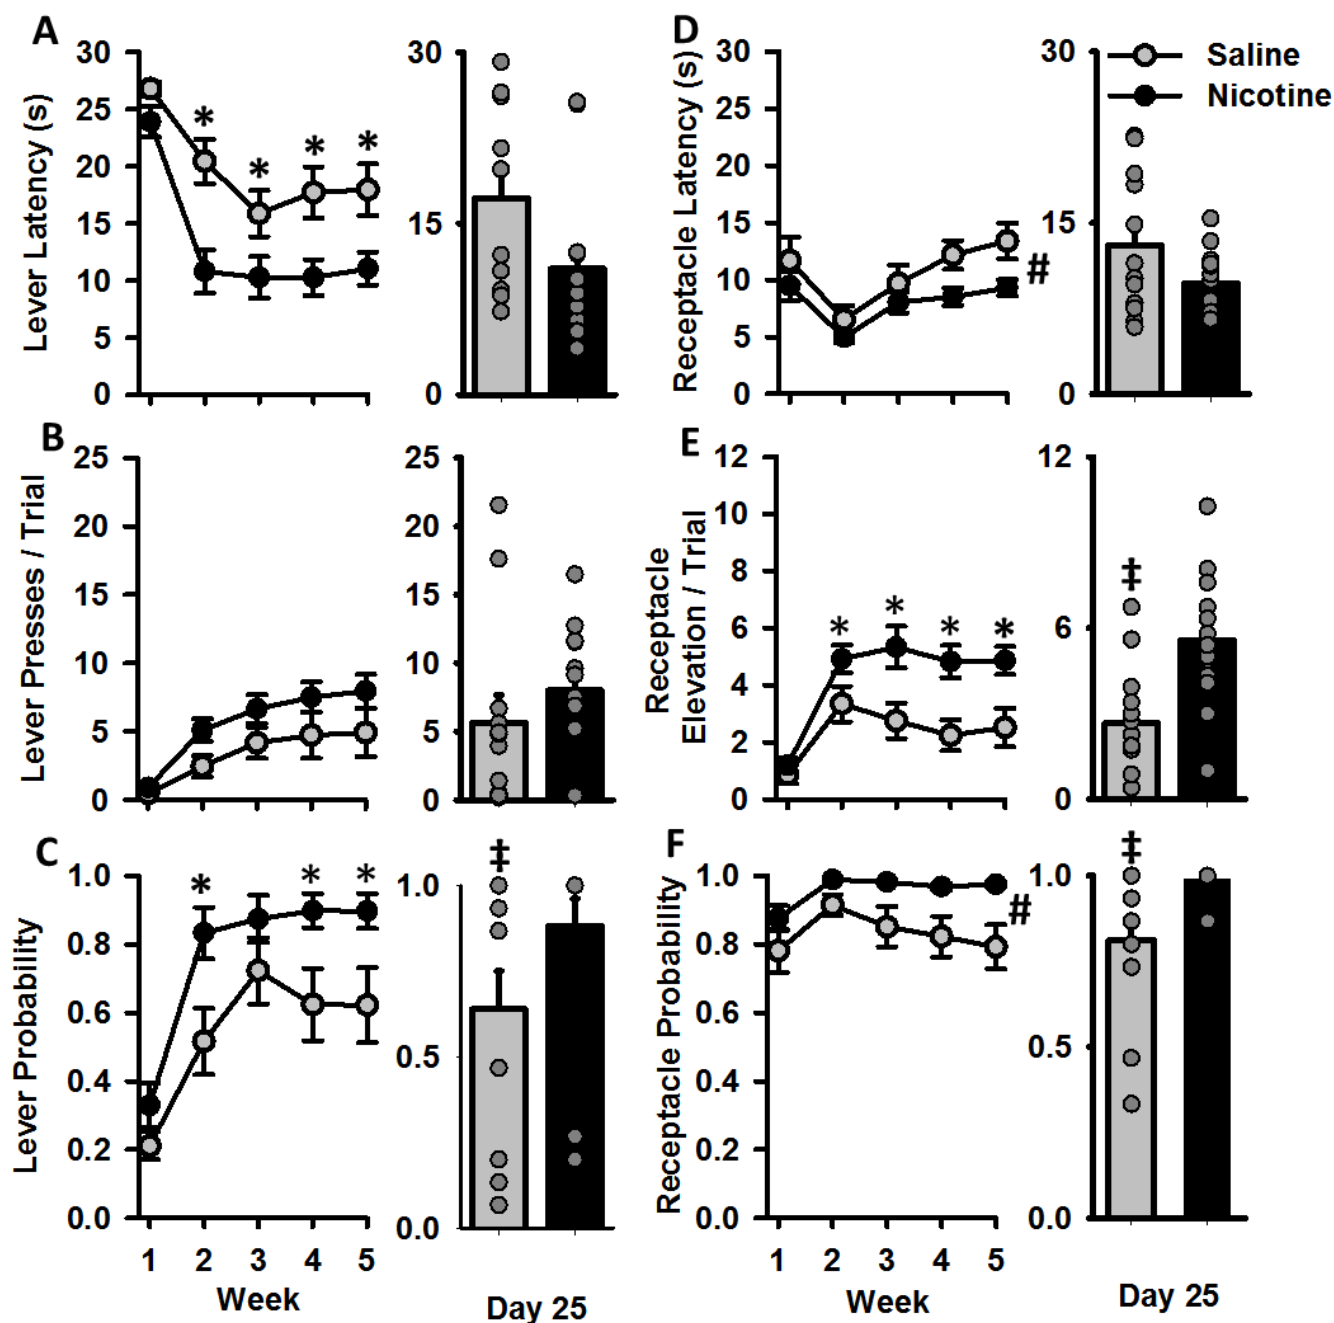 A
Lever Latency (s)
30
25
20
15
10
5
0
* * * *
30
15
0
D
Receptacle Latency (s)
30
25
20
15
10
5
0
#
30
15
0
Saline
Nicotine
B
Lever Presses / Trial
25
20
15
10
5
0
25
20
15
10
5
0
E
Receptacle
Elevation / Trial
12
10
8
6
4
2
0
* * * *
12
6
0
‡
C
Lever Probability
1.0
0.8
0.6
0.4
0.2
0.0
* * *
1 2 3 4 5
Week
1.0
0.5
0.0
‡
Day 25
F
Receptacle Probability
1.0
0.8
0.6
0.4
0.2
0.0
#
1 2 3 4 5
Week
1.0
0.5
0.0
‡
Day 25